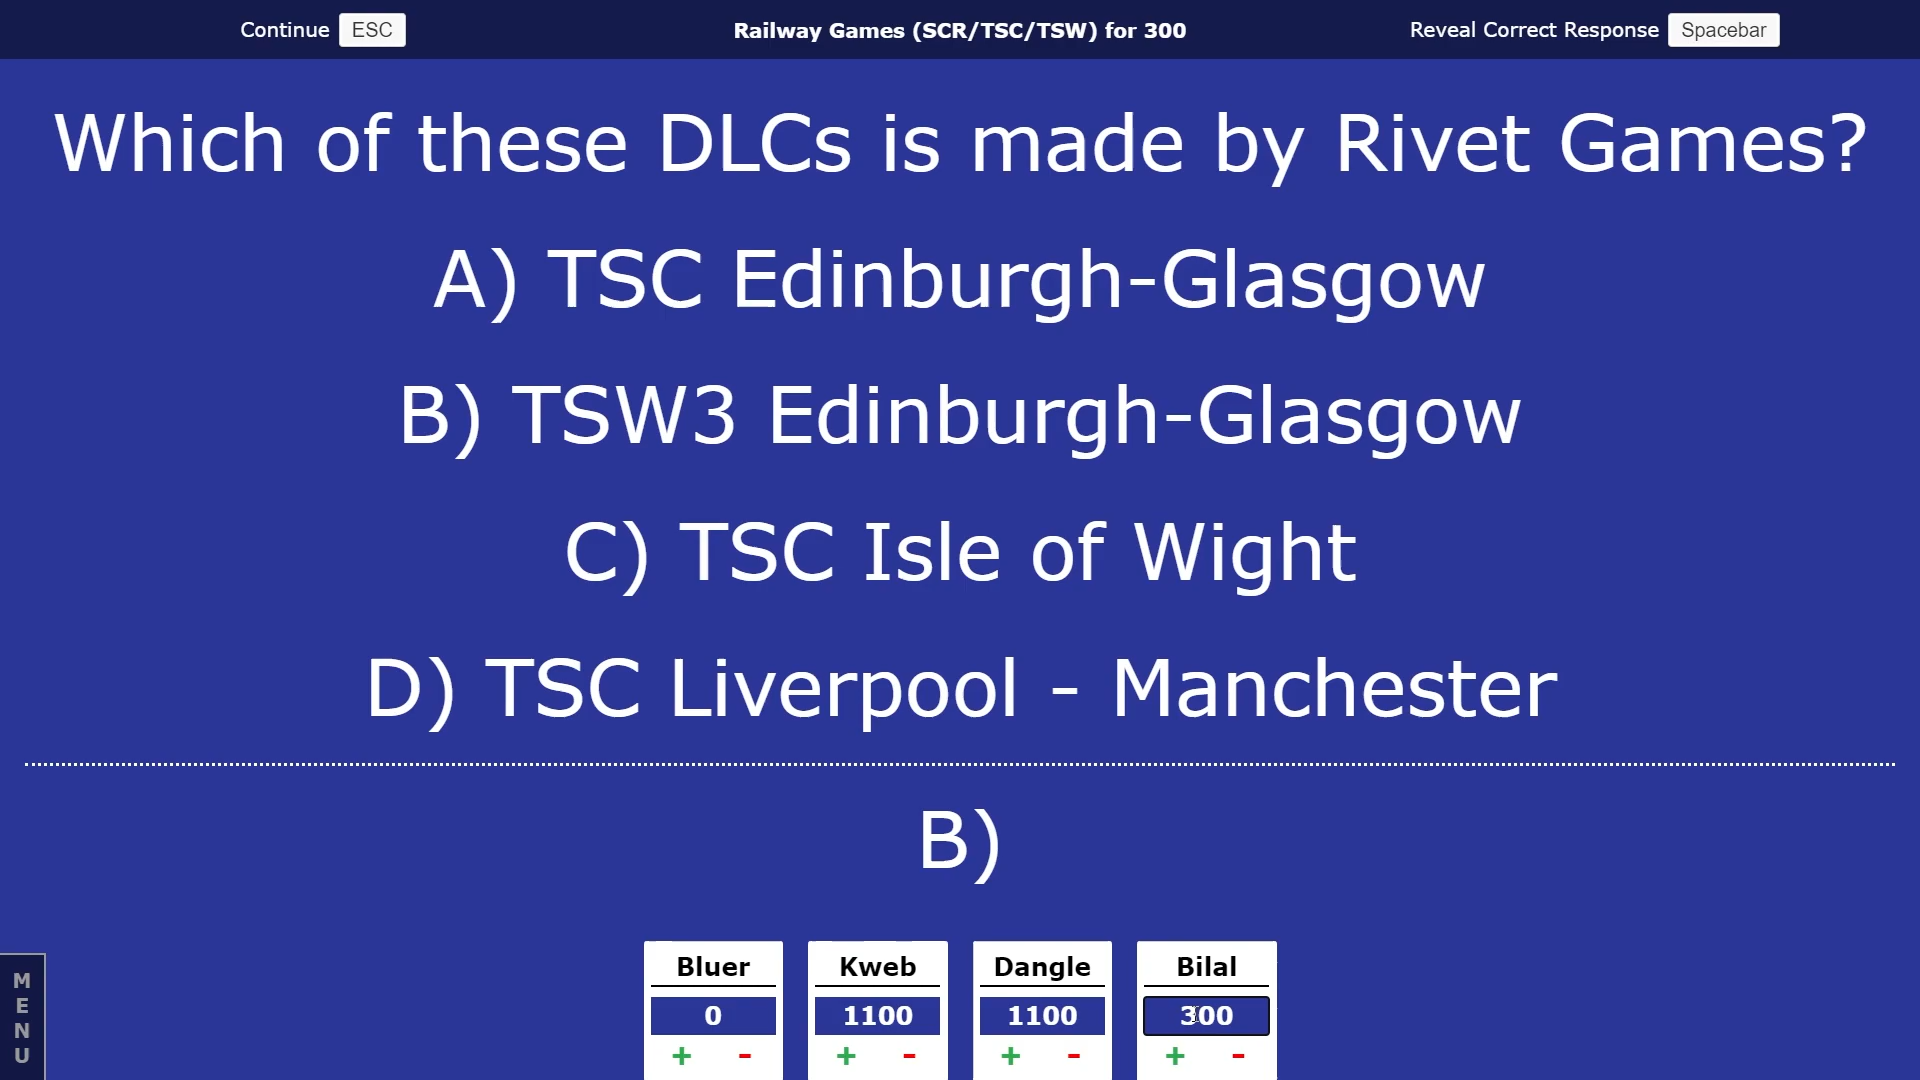 Continue ESC
Railway Games (SCR/TSC/TSW) for 300
Reveal Correct Response Spacebar
Which of these DLCs is made by Rivet Games?
A) TSC Edinburgh-Glasgow
B) TSW3 Edinburgh-Glasgow
C) TSC Isle of Wight
D) TSC Liverpool - Manchester
B)
MENU
Bluer Kweb Dangle Bilal
0 1100 1100 300
+ - + - + - + -